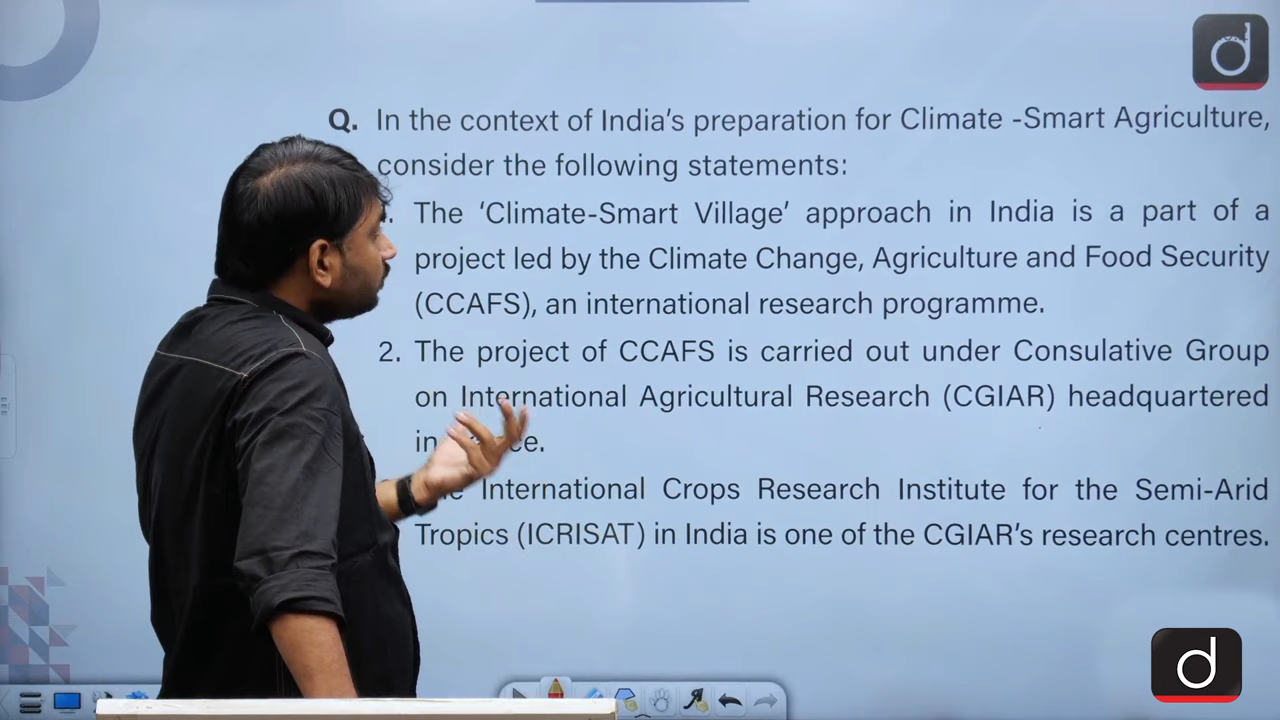 Q. In the context of India's preparation for Climate -Smart Agriculture,
consider the following statements:
The 'Climate-Smart Village' approach in India is a part of a
project led by the Climate Change, Agriculture and Food Security
(CCAFS), an international research programme.
2. The project of CCAFS is carried out under Consulative Group
on International Agricultural Research (CGIAR) headquartered
in
International Crops Research Institute for the Semi-Arid
Tropics (ICRISAT) in India is one of the CGIAR's research centres.